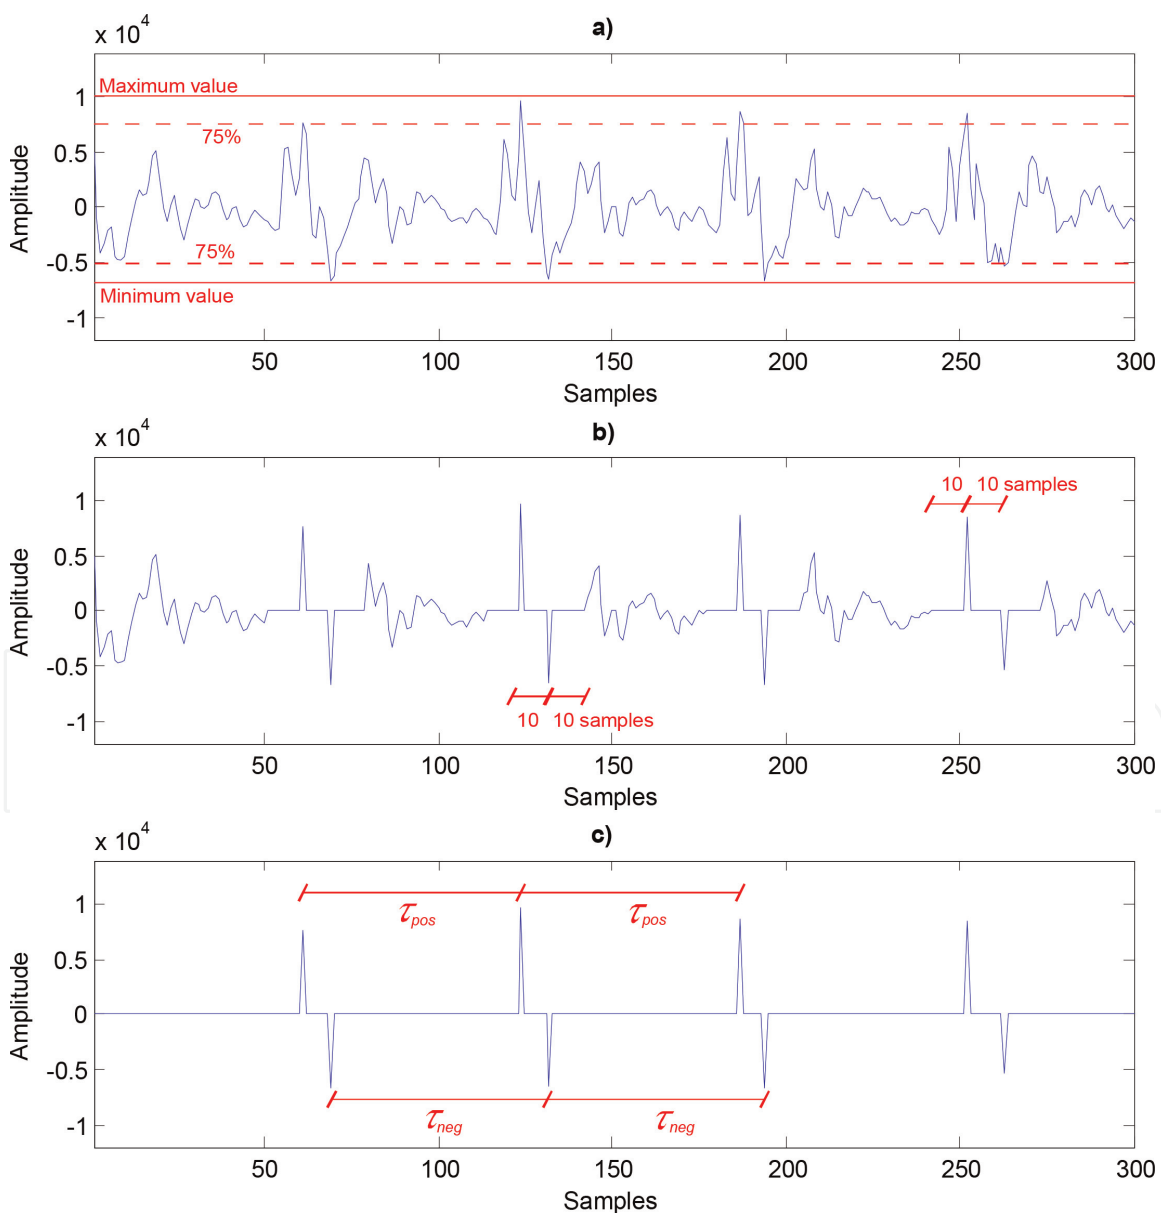 x 10^4
a)
Maximum value
75%
75%
Minimum value
1
0.5
0
-0.5
-1
Amplitude
50 100 150 200 250 300
Samples
x 10^4
b)
10 10 samples
10 10 samples
1
0.5
0
-0.5
-1
Amplitude
50 100 150 200 250 300
Samples
x 10^4
c)
τpos τpos
τneg τneg
1
0.5
0
-0.5
-1
Amplitude
50 100 150 200 250 300
Samples